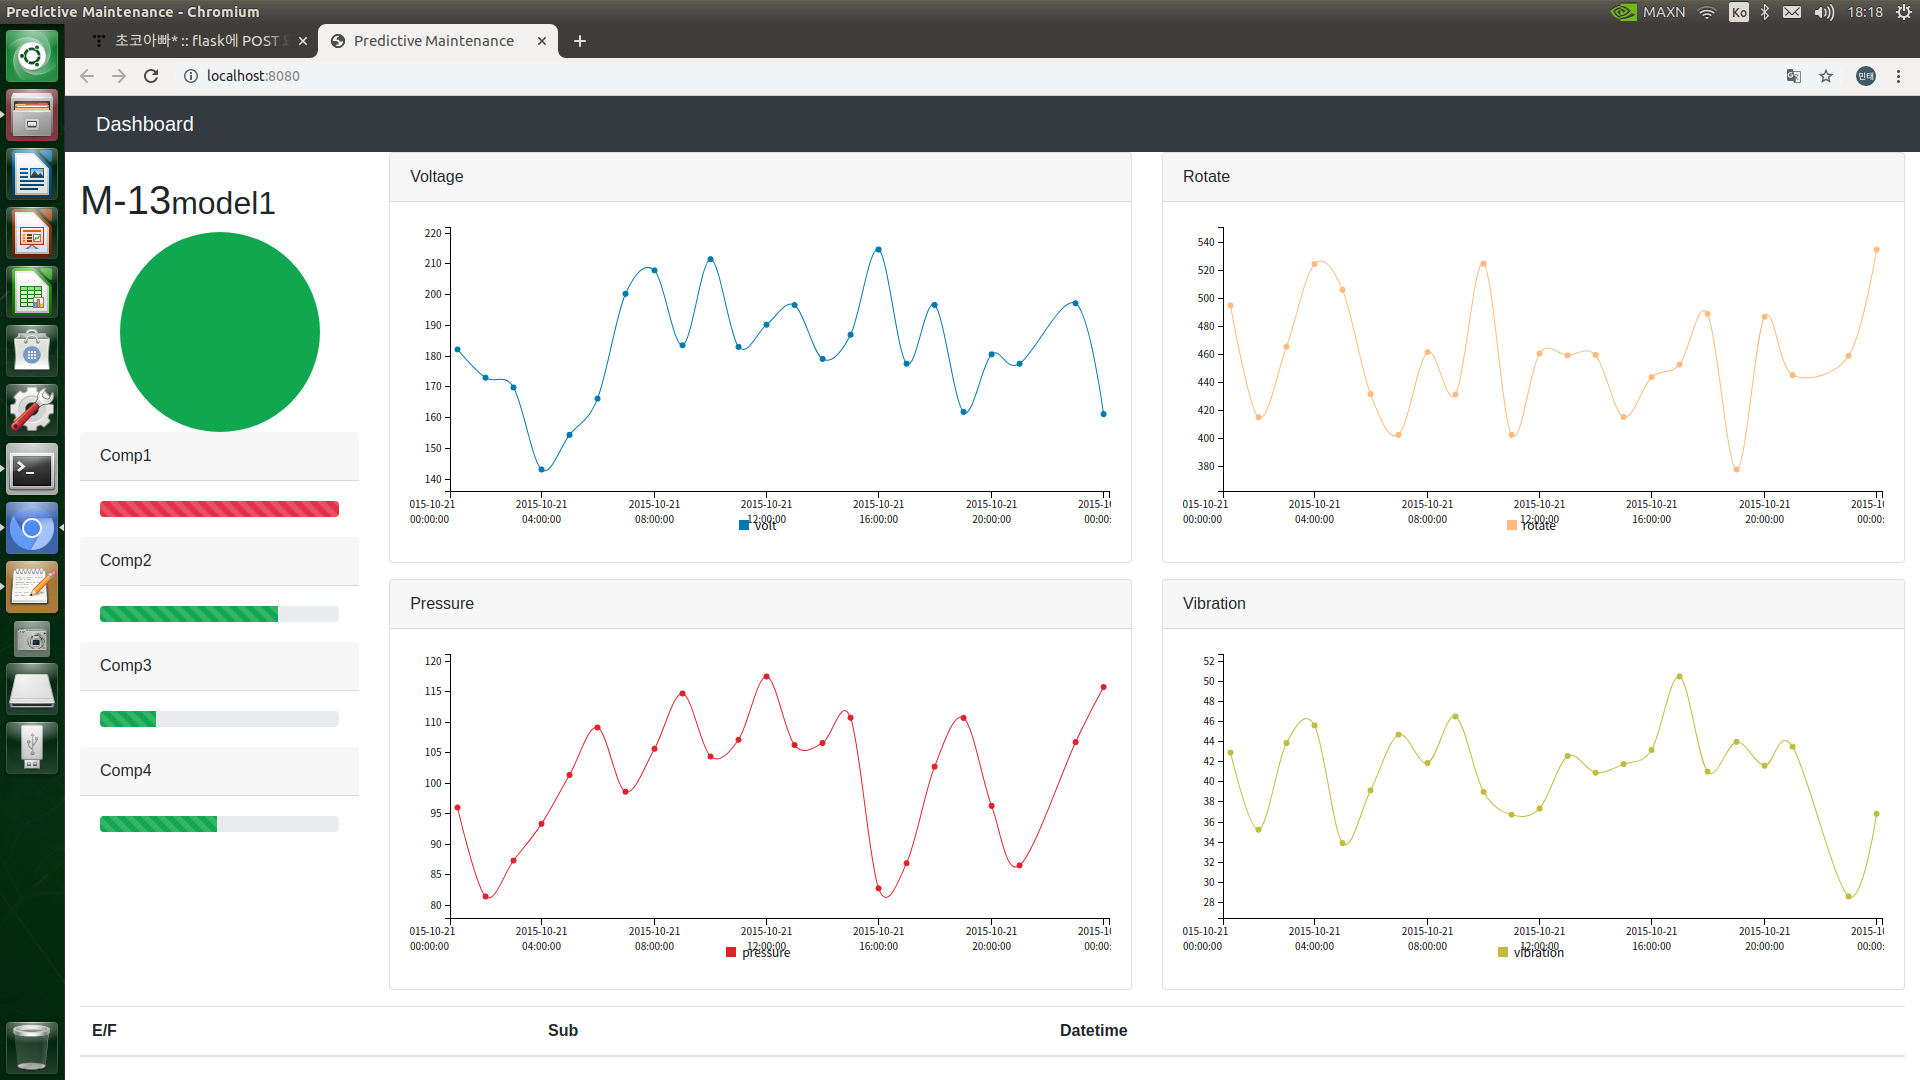 Predictive Maintenance - Chromium
MAXN
Ko
18:18
초코아빠* :: flask에 POST
Predictive Maintenance
localhost:8080
민태
Dashboard
M-13model1
Comp1
Comp2
Comp3
Comp4
Voltage
220
210
200
190
180
170
160
150
140
015-10-21 2015-10-21 2015-10-21 2015-10-21 2015-10-21 2015-10-21 2015-1
00:00:00 04:00:00 08:00:00 12:00:00 16:00:00 20:00:00 00:00:
volt
Rotate
540
520
500
480
460
440
420
400
380
015-10-21 2015-10-21 2015-10-21 2015-10-21 2015-10-21 2015-10-21 2015-1
00:00:00 04:00:00 08:00:00 12:00:00 16:00:00 20:00:00 00:00:
rotate
Pressure
120
115
110
105
100
95
90
85
80
015-10-21 2015-10-21 2015-10-21 2015-10-21 2015-10-21 2015-10-21 2015-1
00:00:00 04:00:00 08:00:00 12:00:00 16:00:00 20:00:00 00:00:
pressure
Vibration
52
50
48
46
44
42
40
38
36
34
32
30
28
015-10-21 2015-10-21 2015-10-21 2015-10-21 2015-10-21 2015-10-21 2015-1
00:00:00 04:00:00 08:00:00 12:00:00 16:00:00 20:00:00 00:00:
vibration
E/F Sub Datetime